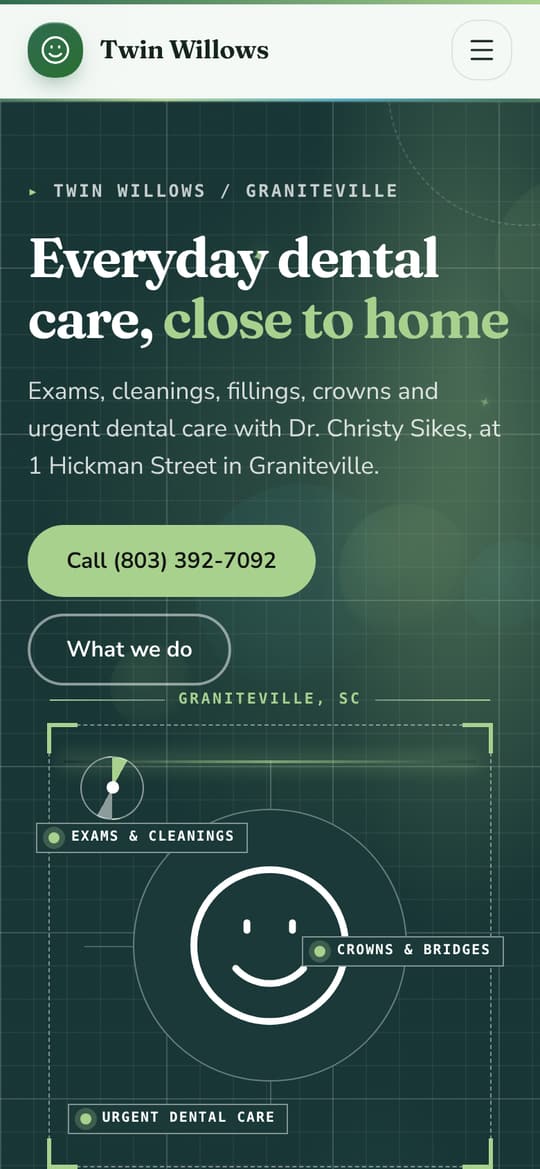 Twin Willows
▸ TWIN WILLOWS / GRANITEVILLE
Everyday dental
care, close to home
Exams, cleanings, fillings, crowns and
urgent dental care with Dr. Christy Sikes, at
1 Hickman Street in Graniteville.
Call (803) 392-7092
What we do
GRANITEVILLE, SC
EXAMS & CLEANINGS
CROWNS & BRIDGES
URGENT DENTAL CARE